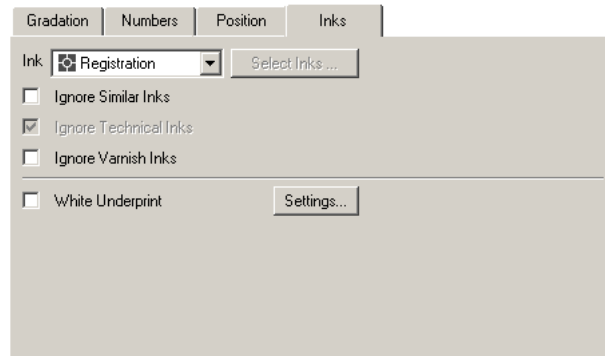 Gradation Numbers Position Inks
Ink Registration Select Inks ...
Ignore Similar Inks
Ignore Technical Inks
Ignore Varnish Inks
White Underprint Settings...